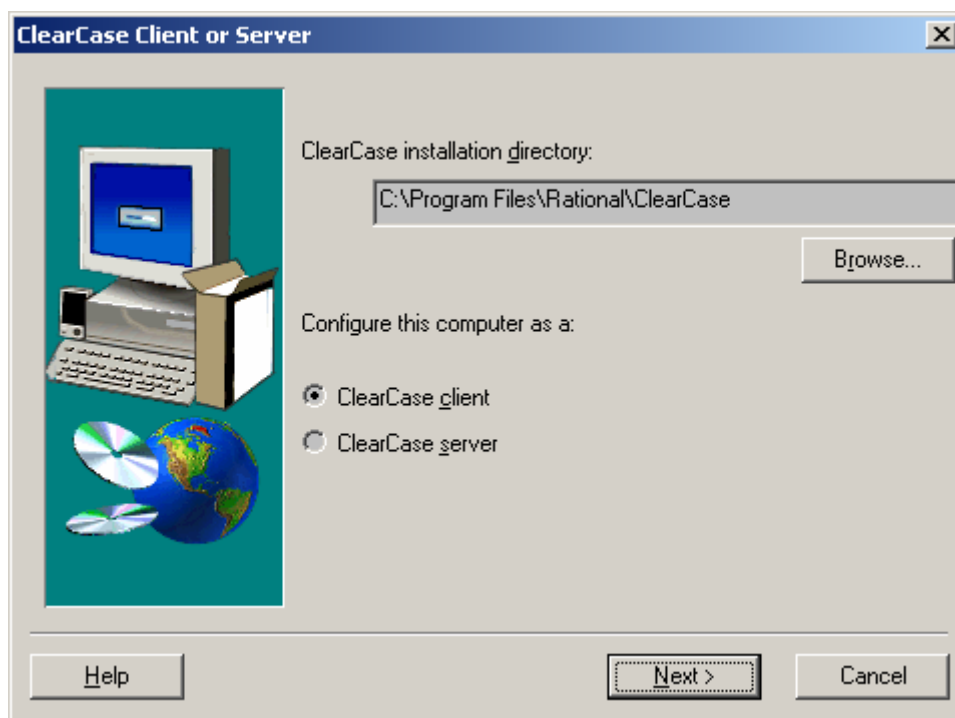 ClearCase Client or Server
ClearCase installation directory:
C:\Program Files\Rational\ClearCase
Browse...
Configure this computer as a:
ClearCase client
ClearCase server
Help
Next >
Cancel